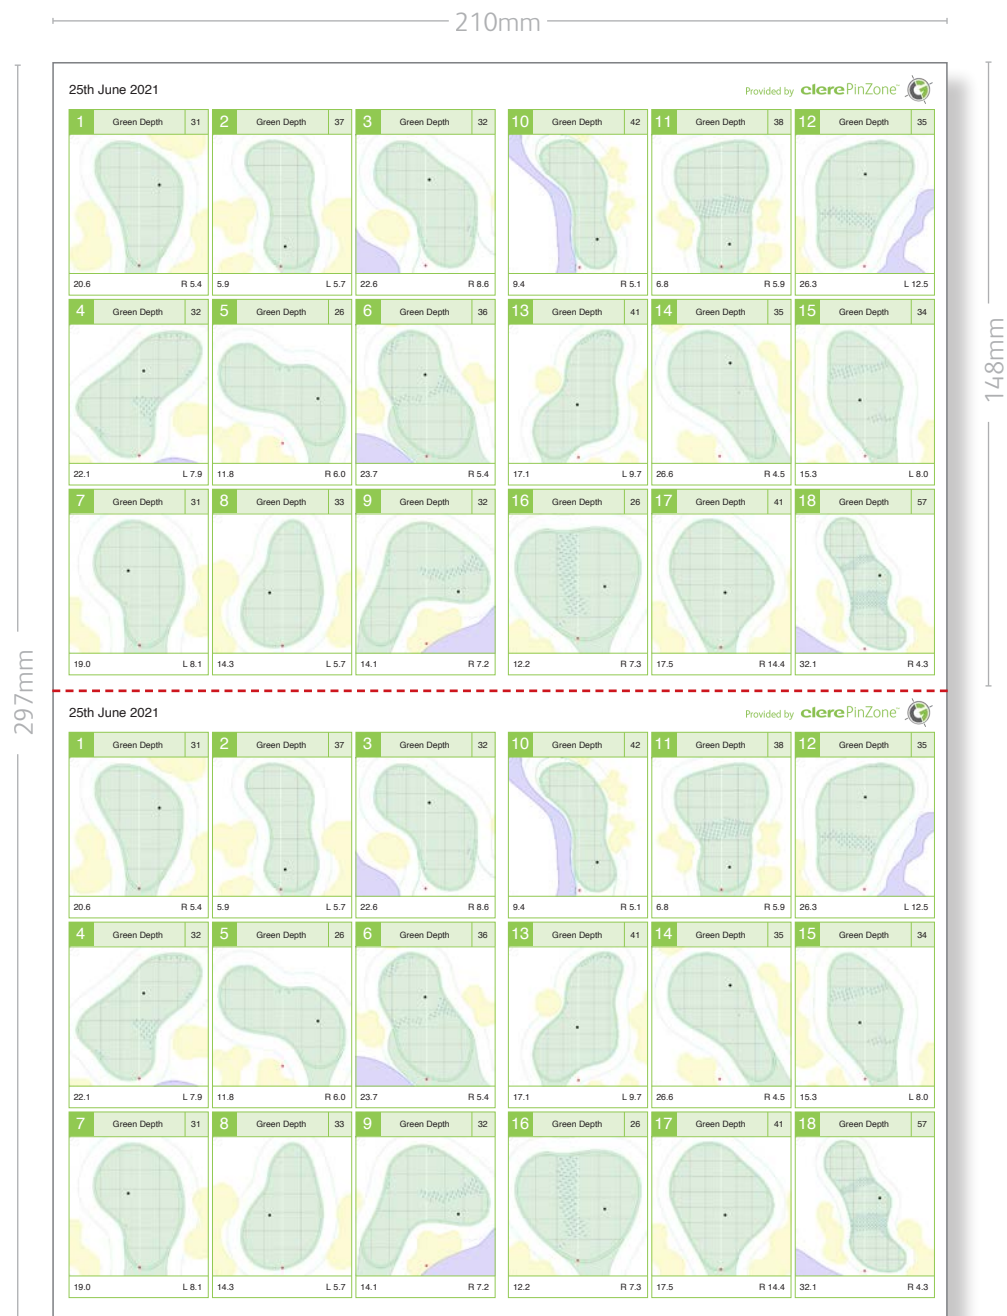 210mm
297mm
148mm
25th June 2021
Provided by clere PinZone™
1 Green Depth 31 2 Green Depth 37 3 Green Depth 32 10 Green Depth 42 11 Green Depth 38 12 Green Depth 35
20.6 R 5.4 5.9 L 5.7 22.6 R 8.6 9.4 R 5.1 6.8 R 5.9 26.3 L 12.5
4 Green Depth 32 5 Green Depth 26 6 Green Depth 36 13 Green Depth 41 14 Green Depth 35 15 Green Depth 34
22.1 L 7.9 11.8 R 6.0 23.7 R 5.4 17.1 L 9.7 26.6 R 4.5 15.3 L 8.0
7 Green Depth 31 8 Green Depth 33 9 Green Depth 32 16 Green Depth 26 17 Green Depth 41 18 Green Depth 57
19.0 L 8.1 14.3 L 5.7 14.1 R 7.2 12.2 R 7.3 17.5 R 14.4 32.1 R 4.3
25th June 2021
Provided by clere PinZone™
1 Green Depth 31 2 Green Depth 37 3 Green Depth 32 10 Green Depth 42 11 Green Depth 38 12 Green Depth 35
20.6 R 5.4 5.9 L 5.7 22.6 R 8.6 9.4 R 5.1 6.8 R 5.9 26.3 L 12.5
4 Green Depth 32 5 Green Depth 26 6 Green Depth 36 13 Green Depth 41 14 Green Depth 35 15 Green Depth 34
22.1 L 7.9 11.8 R 6.0 23.7 R 5.4 17.1 L 9.7 26.6 R 4.5 15.3 L 8.0
7 Green Depth 31 8 Green Depth 33 9 Green Depth 32 16 Green Depth 26 17 Green Depth 41 18 Green Depth 57
19.0 L 8.1 14.3 L 5.7 14.1 R 7.2 12.2 R 7.3 17.5 R 14.4 32.1 R 4.3